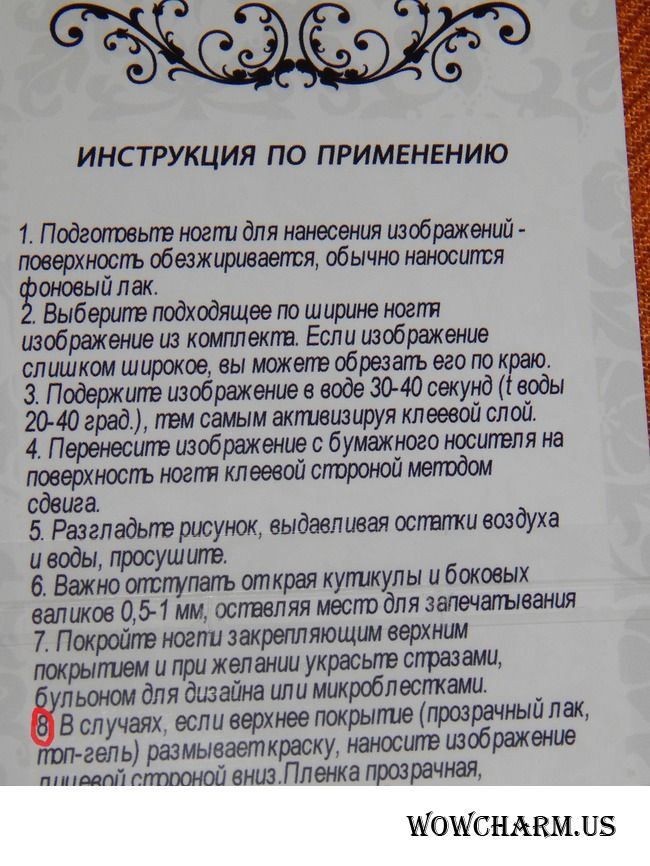 ИНСТРУКЦИЯ ПО ПРИМЕНЕНИЮ
1. Подготовьте ногти для нанесения изображений -
поверхность обезжиривается, обычно наносится
фоновый лак.
2. Выберите подходящее по ширине ногтя
изображение из комплекта. Если изображение
слишком широкое, вы можете обрезать его по краю.
3. Подержите изображение в воде 30-40 секунд (t воды
20-40 град.), тем самым активизируя клеевой слой.
4. Перенесите изображение с бумажного носителя на
поверхность ногтя клеевой стороной методом
сдвига.
5. Разгладьте рисунок, выдавливая остатки воздуха
и воды, просушите.
6. Важно отступать от края кутикулы и боковых
валиков 0,5-1 мм, оставляя место для запечатывания
7. Покройте ногти закрепляющим верхним
покрытием и при желании украсьте стразами,
бульоном для дизайна или микроблестками.
8 В случаях, если верхнее покрытие (прозрачный лак,
топ-гель) размывает краску, наносите изображение
лицевой стороной вниз.Пленка прозрачная,
WOWCHARM.US